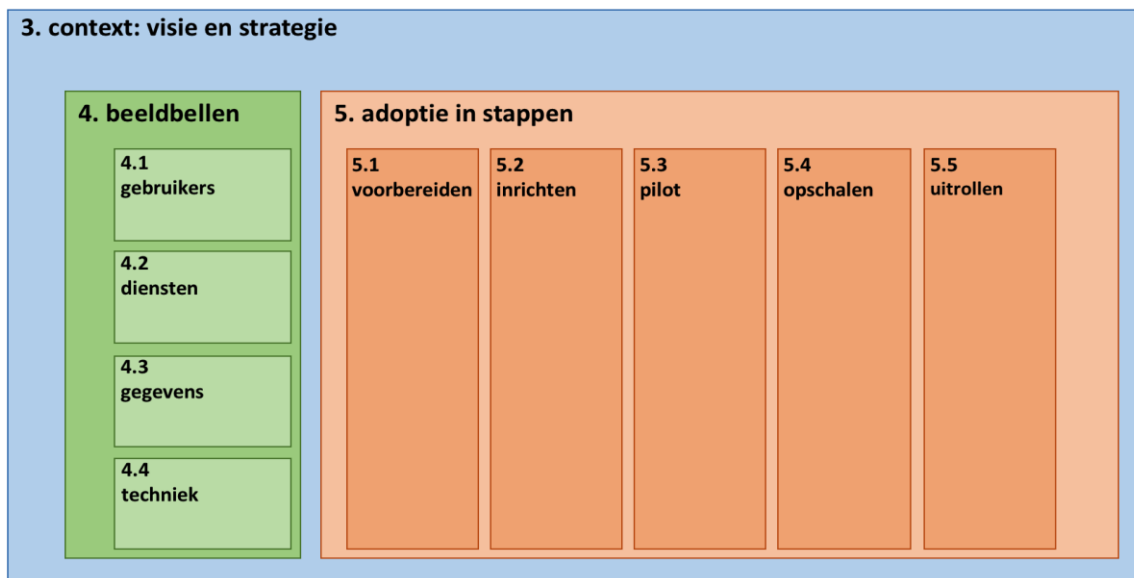 3. context: visie en strategie
4. beeldbellen
4.1
gebruikers
4.2
diensten
4.3
gegevens
4.4
techniek
5. adoptie in stappen
5.1
voorbereiden
5.2
inrichten
5.3
pilot
5.4
opschalen
5.5
uitrollen